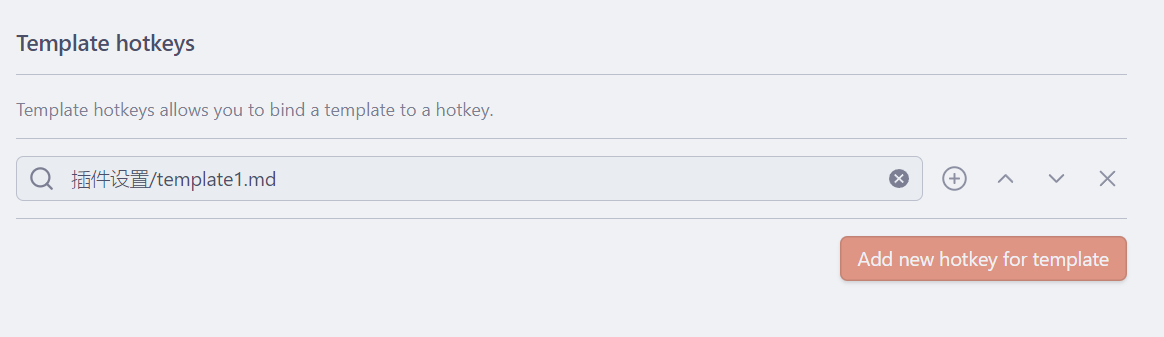 Template hotkeys
Template hotkeys allows you to bind a template to a hotkey.
插件设置/template1.md
Add new hotkey for template